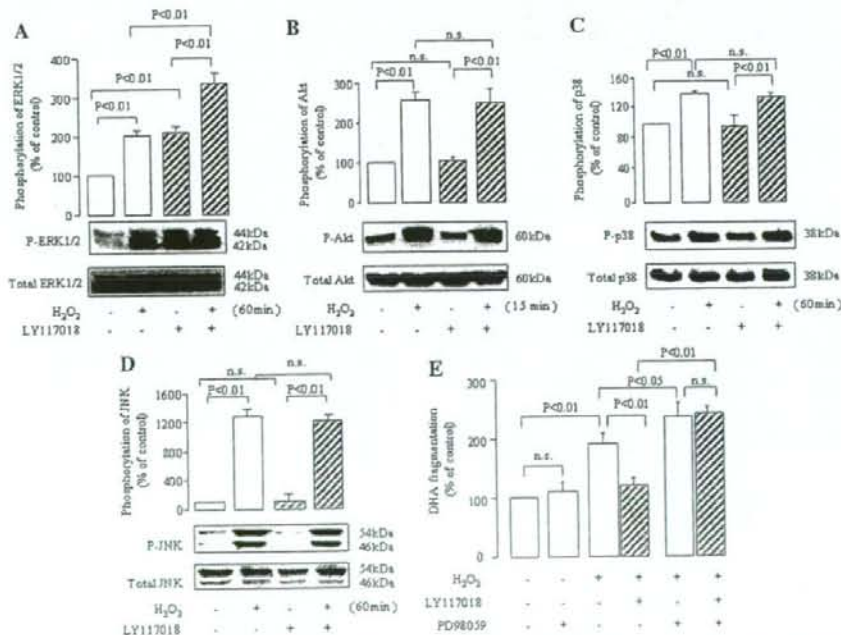 A
P<0.01
P<0.01
P<0.01
P<0.01
P<0.01
Phosphorylation of ERK1/2
(% of control)
400
300
200
100
0
P-ERK1/2
44kDa
42kDa
Total ERK1/2
44kDa
42kDa
H₂O₂ - + - + (60min)
LY117018 - - + +
B
n.s.
n.s.
P<0.01
P<0.01
Phosphorylation of Akt
(% of control)
300
200
100
0
P-Akt
60kDa
Total Akt
60kDa
H₂O₂ - + - + (15 min)
LY117018 - - + +
C
n.s.
P<0.01
n.s.
P<0.01
Phosphorylation of p38
(% of control)
160
120
80
40
0
P-p38
38kDa
Total p38
38kDa
H₂O₂ - + - + (60min)
LY117018 - - + +
D
n.s.
n.s.
P<0.01
P<0.01
Phosphorylation of JNK
(% of control)
1600
1200
800
400
0
P-JNK
54kDa
46kDa
Total JNK
54kDa
46kDa
H₂O₂ - + - + (60min)
LY117018 - - + +
E
P<0.01
P<0.05
n.s.
P<0.01
P<0.01
n.s.
DHA fragmentation
(% of control)
300
200
100
0
H₂O₂ - - + + + +
LY117018 - - - + - +
PD98059 - + - - + +